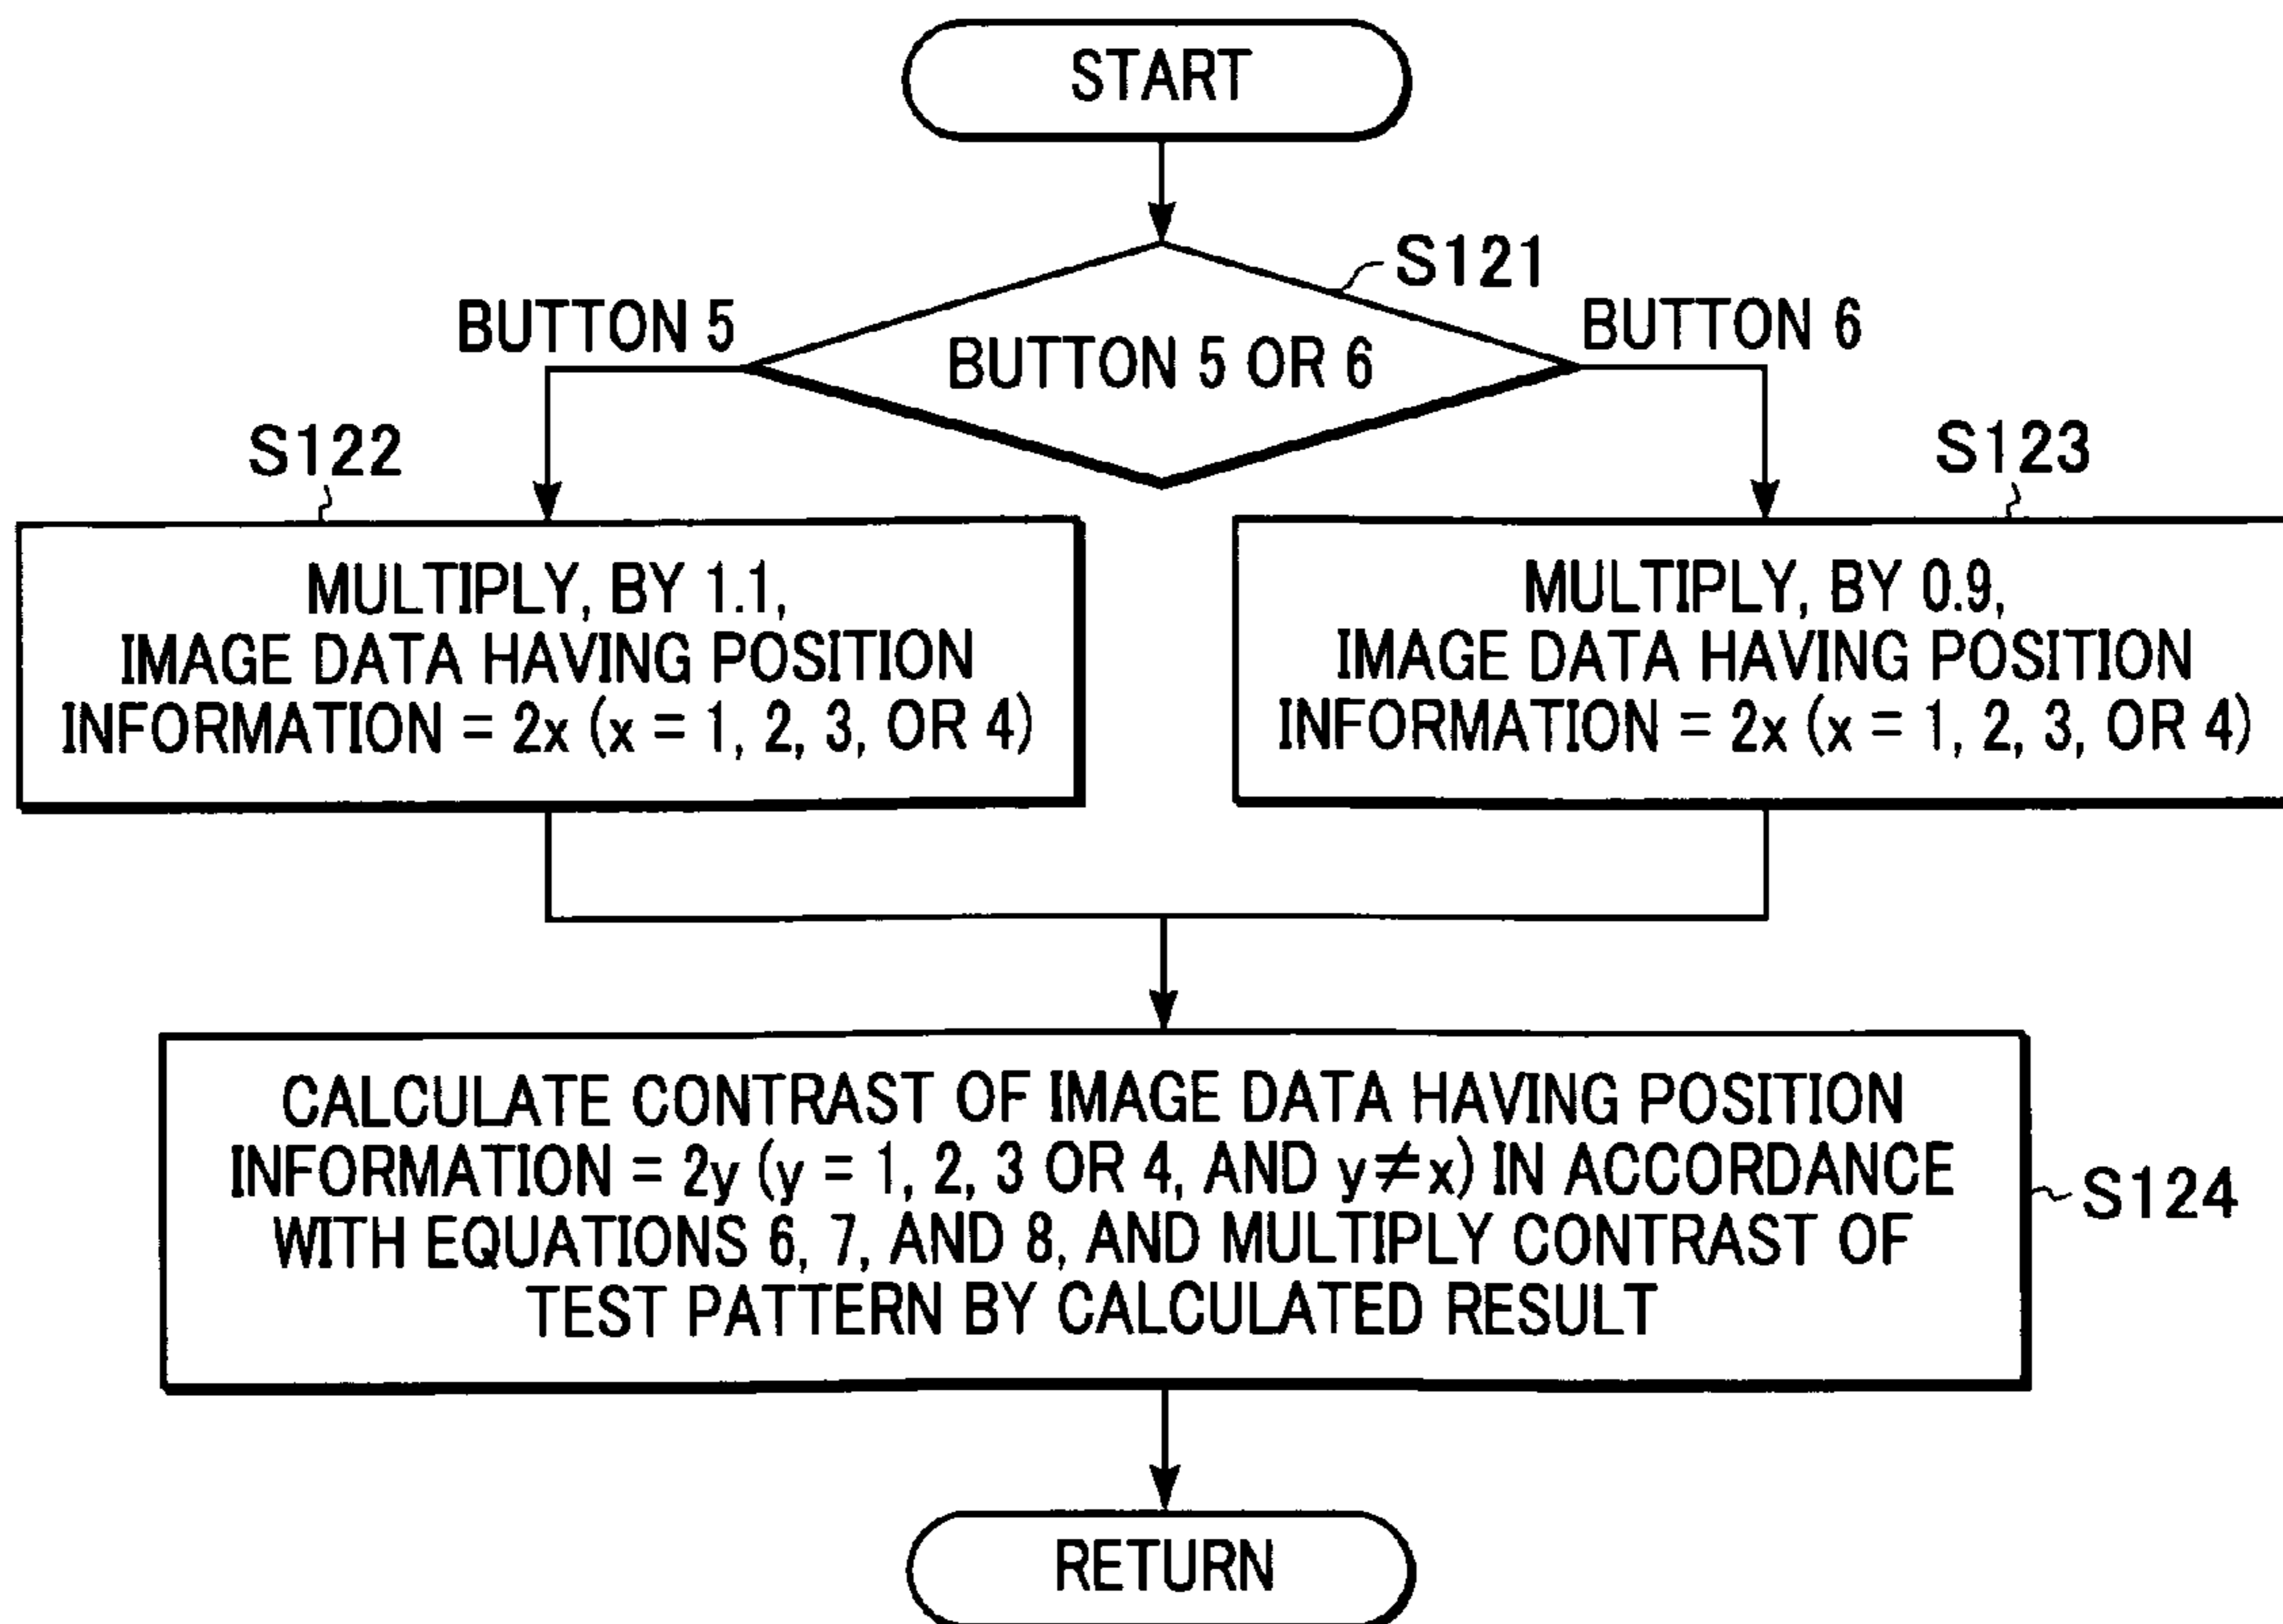 START
S121
BUTTON 5
BUTTON 5 OR 6
BUTTON 6
S122
S123
MULTIPLY, BY 1.1,
IMAGE DATA HAVING POSITION
INFORMATION = 2x (x = 1, 2, 3, OR 4)
MULTIPLY, BY 0.9,
IMAGE DATA HAVING POSITION
INFORMATION = 2x (x = 1, 2, 3, OR 4)
CALCULATE CONTRAST OF IMAGE DATA HAVING POSITION
INFORMATION = 2y (y = 1, 2, 3 OR 4, AND y≠x) IN ACCORDANCE
WITH EQUATIONS 6, 7, AND 8, AND MULTIPLY CONTRAST OF
TEST PATTERN BY CALCULATED RESULT
S124
RETURN